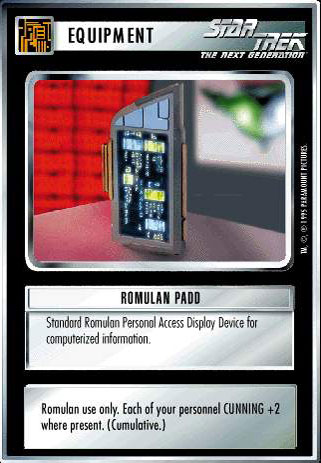 EQUIPMENT
STAR TREK
THE NEXT GENERATION
TM, ©, ® 1995 PARAMOUNT PICTURES.
ROMULAN PADD
Standard Romulan Personal Access Display Device for
computerized information.
Romulan use only. Each of your personnel CUNNING +2
where present. (Cumulative.)